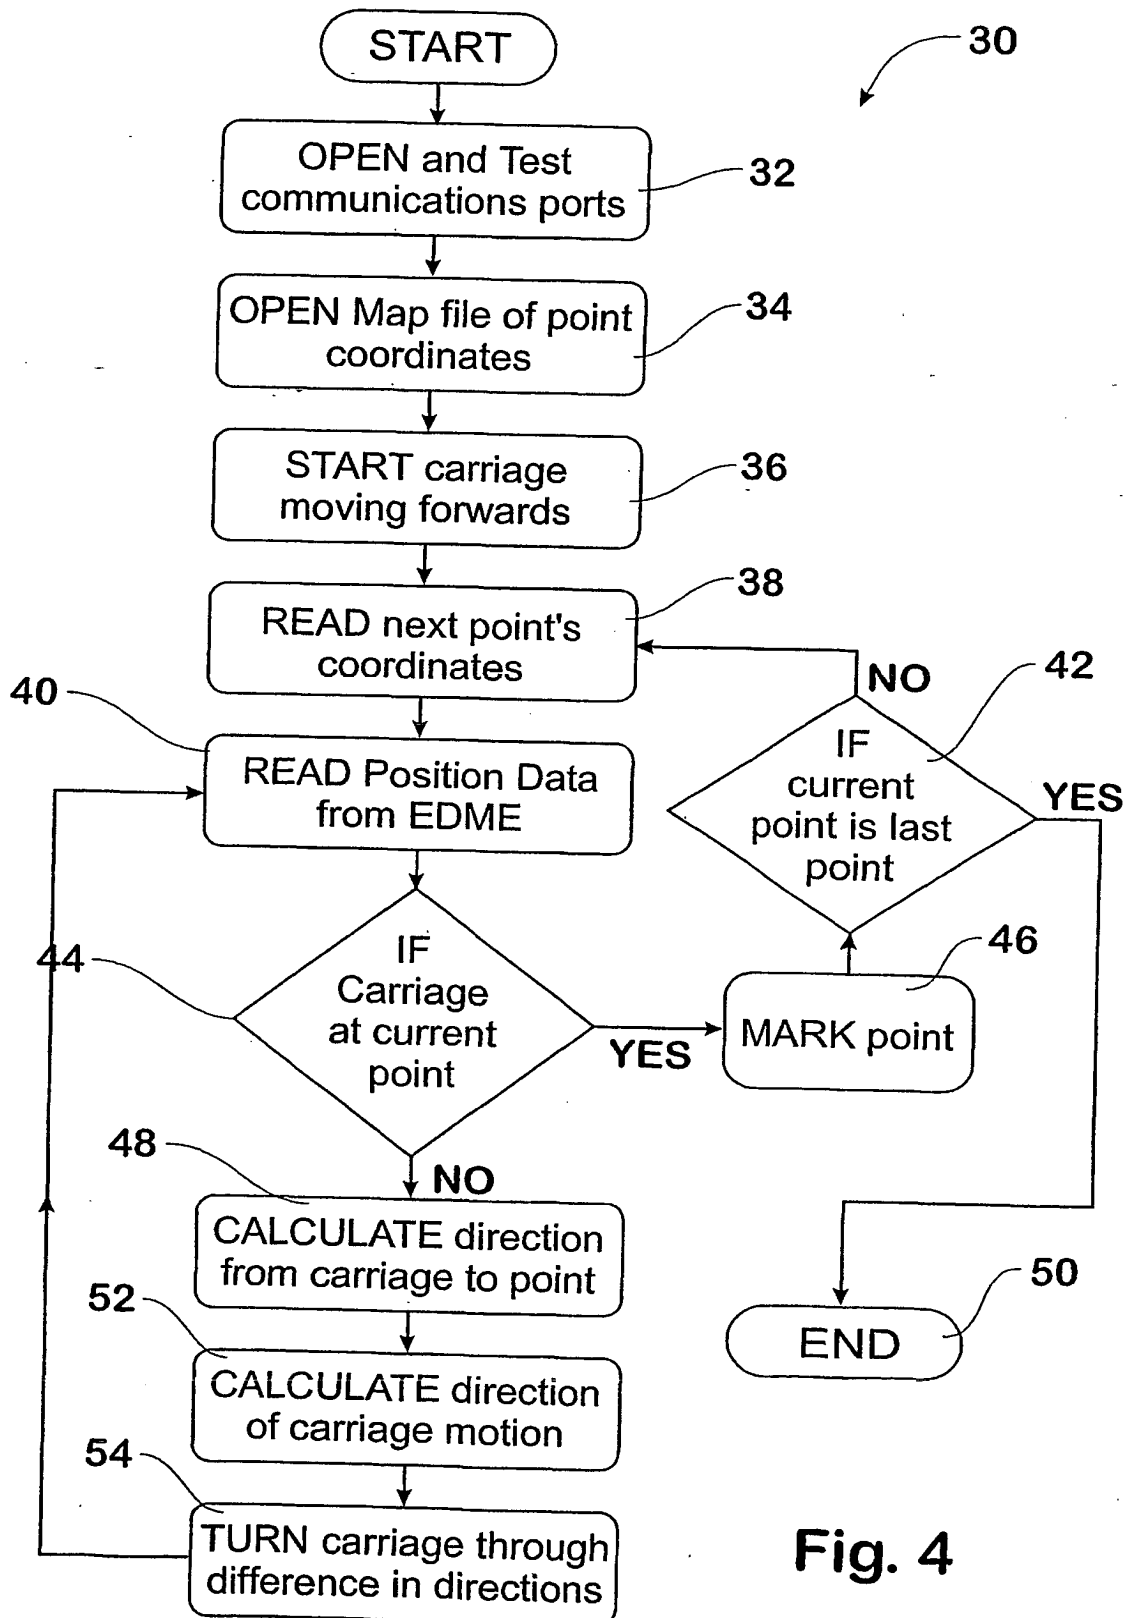 START
30
OPEN and Test
communications ports
32
OPEN Map file of point
coordinates
34
START carriage
moving forwards
36
READ next point's
coordinates
38
40
READ Position Data
from EDME
NO
42
IF
current
point is last
point
YES
44
IF
Carriage
at current
point
YES
46
MARK point
48
NO
CALCULATE direction
from carriage to point
50
END
52
CALCULATE direction
of carriage motion
54
TURN carriage through
difference in directions
Fig. 4